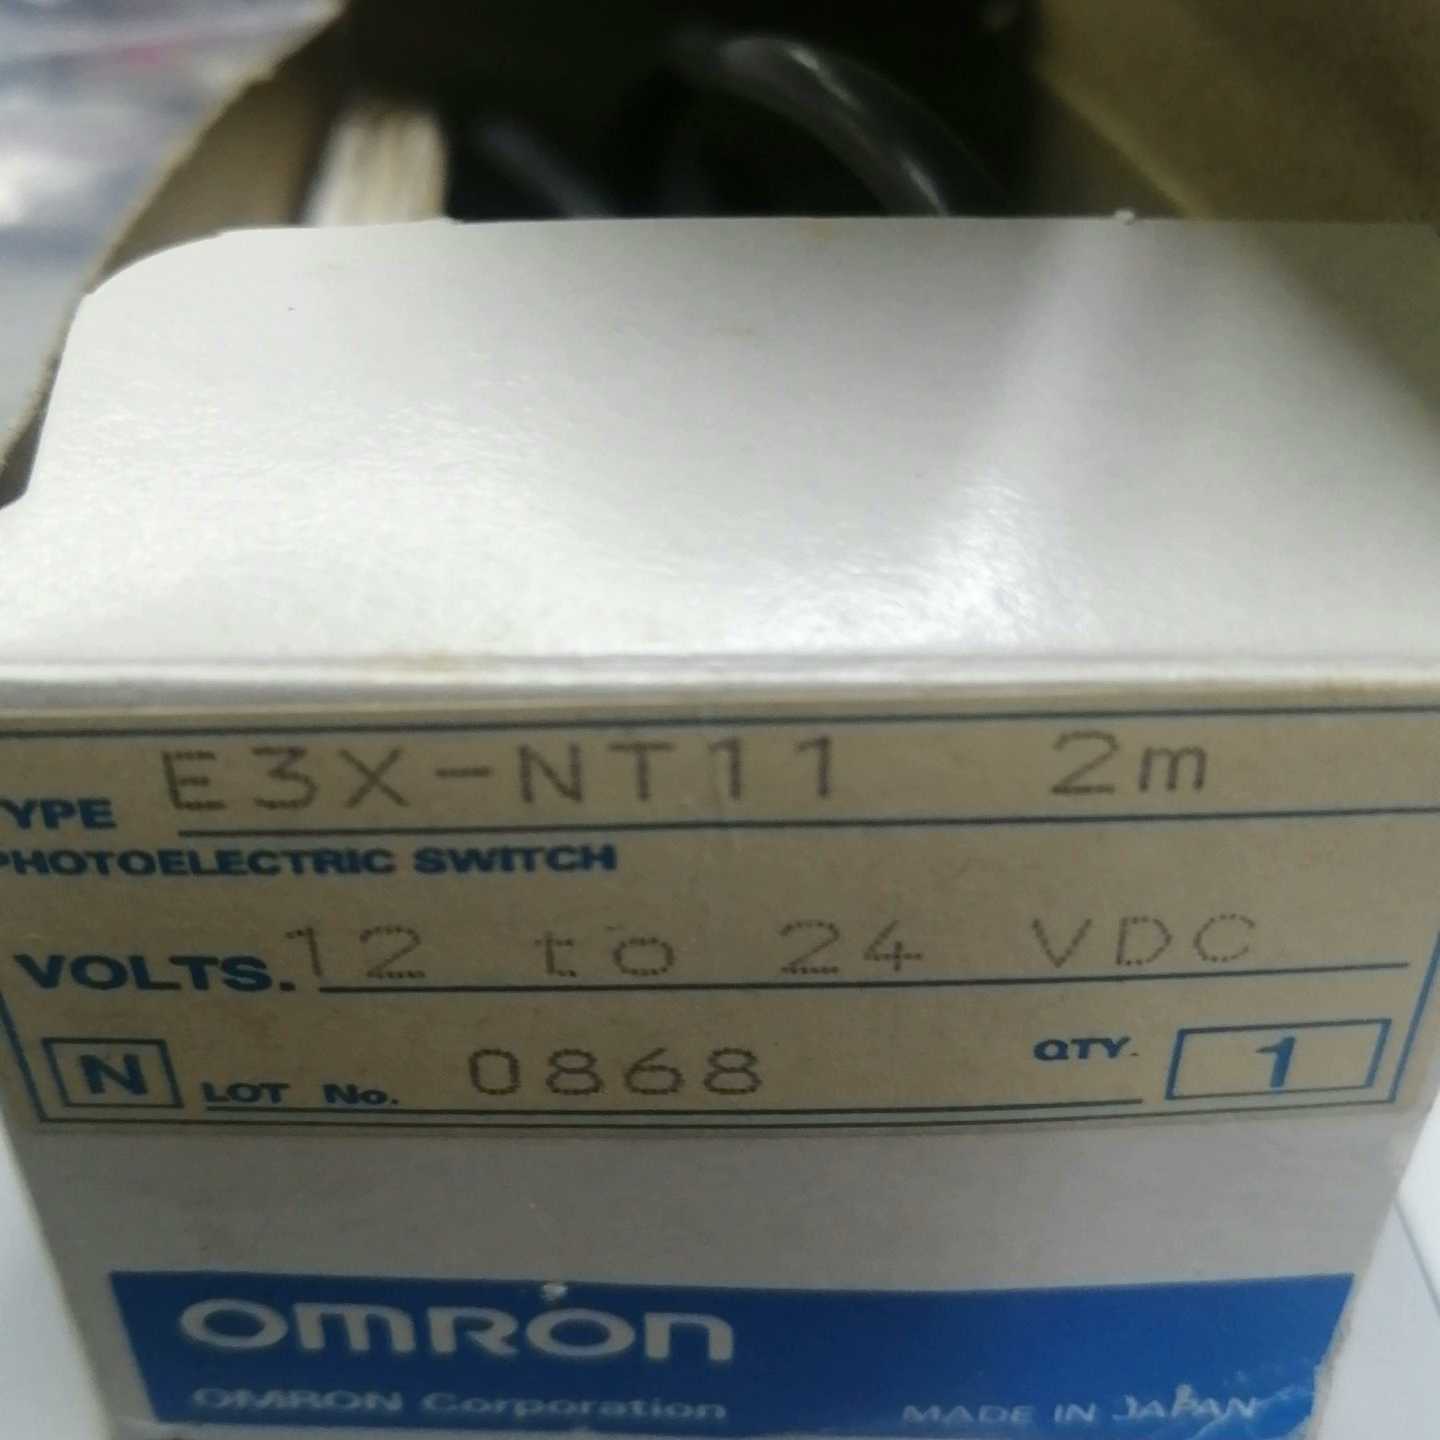 TYPE E3X-NT11 2m
PHOTOELECTRIC SWITCH
VOLTS. 12 to 24 VDC
N LOT No. 0868 QTY. 1
OMRON
OMRON Corporation MADE IN JAPAN